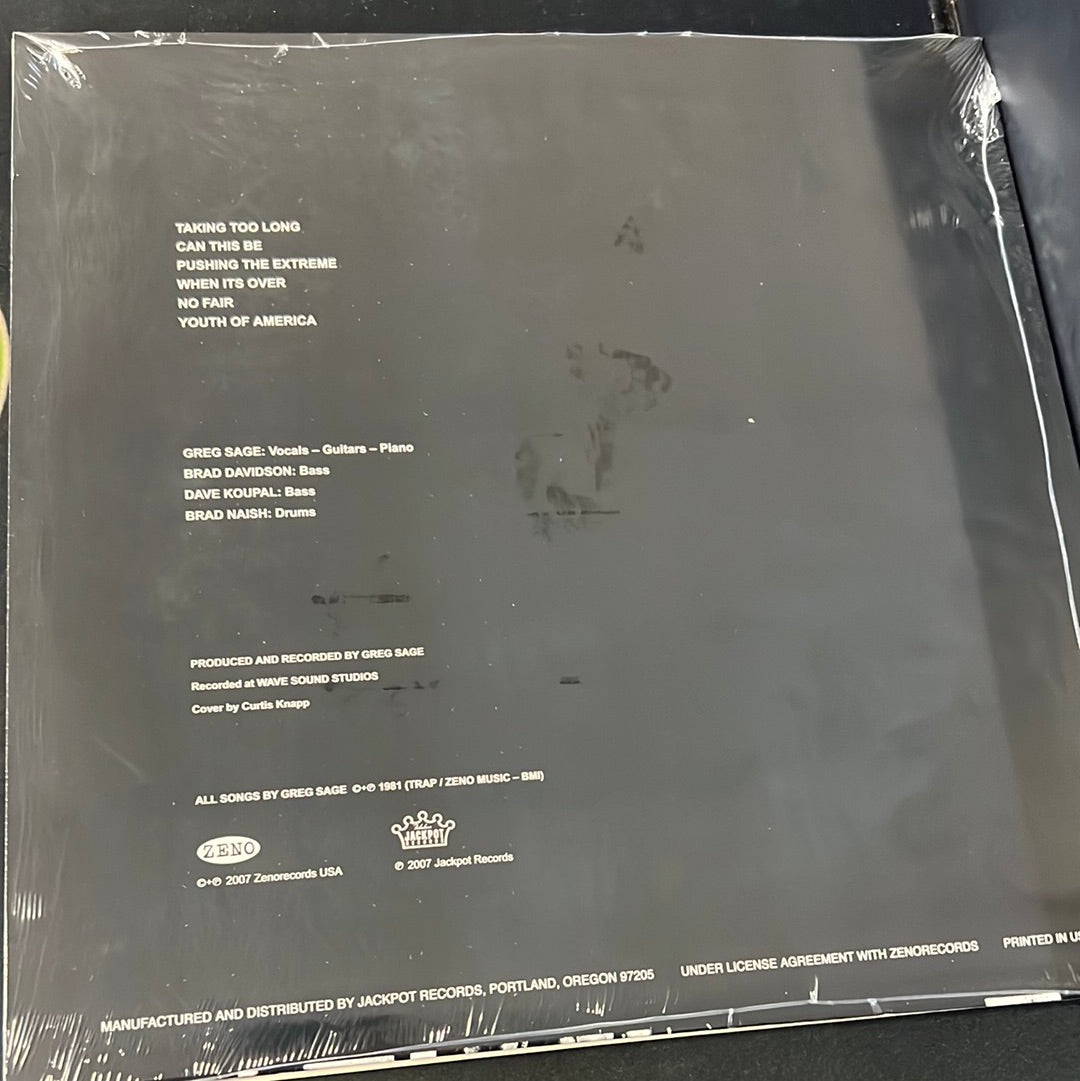 TAKING TOO LONG
CAN THIS BE
PUSHING THE EXTREME
WHEN ITS OVER
NO FAIR
YOUTH OF AMERICA
GREG SAGE: Vocals – Guitars – Piano
BRAD DAVIDSON: Bass
DAVE KOUPAL: Bass
BRAD NAISH: Drums
PRODUCED AND RECORDED BY GREG SAGE
Recorded at WAVE SOUND STUDIOS
Cover by Curtis Knapp
ALL SONGS BY GREG SAGE ©+℗ 1981 (TRAP / ZENO MUSIC – BMI)
ZENO
©+℗ 2007 Zenorecords USA
JACKPOT
RECORDS
℗ 2007 Jackpot Records
MANUFACTURED AND DISTRIBUTED BY JACKPOT RECORDS, PORTLAND, OREGON 97205 UNDER LICENSE AGREEMENT WITH ZENORECORDS PRINTED IN US